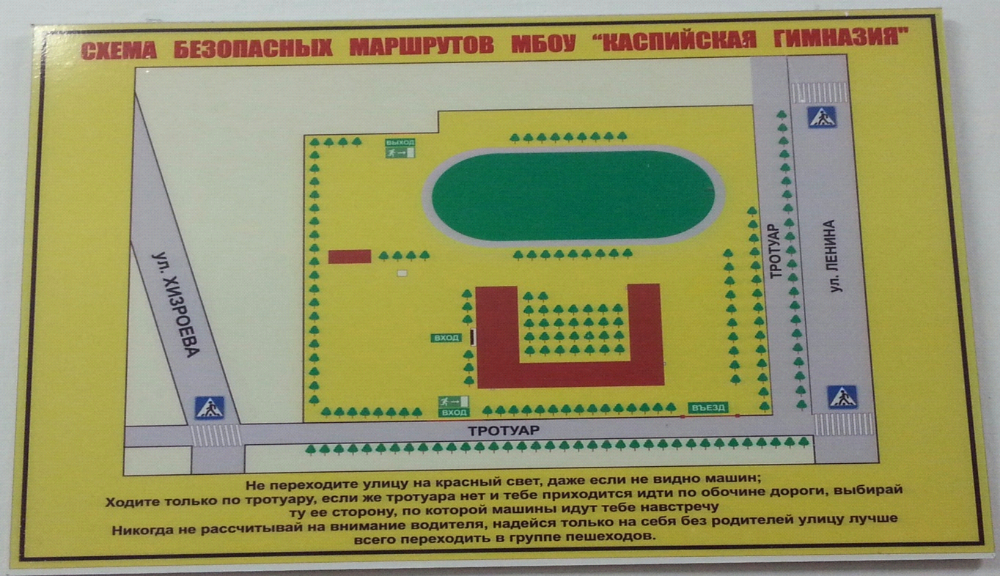 СХЕМА БЕЗОПАСНЫХ МАРШРУТОВ МБОУ “КАСПИЙСКАЯ ГИМНАЗИЯ"
ВЫХОД
ул. ХИЗРОЕВА
ТРОТУАР
ул. ЛЕНИНА
ВХОД
ВХОД
ВЪЕЗД
ТРОТУАР
Не переходите улицу на красный свет, даже если не видно машин;
Ходите только по тротуару, если же тротуара нет и тебе приходится идти по обочине дороги, выбирай
ту ее сторону, по которой машины идут тебе навстречу
Никогда не рассчитывай на внимание водителя, надейся только на себя без родителей улицу лучше
всего переходить в группе пешеходов.